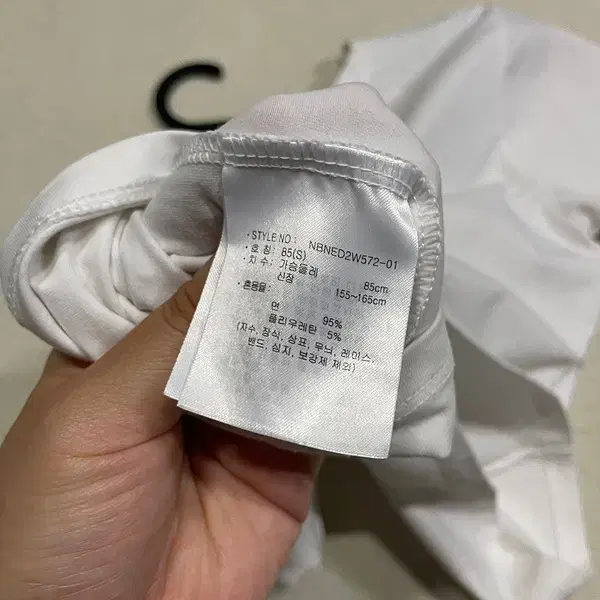 · STYLE NO : NBNED2W572-01
· 호 칭 : 85(S)
· 치 수 : 가슴둘레 85cm
신장 155~165cm
· 혼용율 :
면 95%
폴리우레탄 5%
(자수, 장식, 상표, 무늬, 레이스,
밴드, 심지, 보강제 제외)